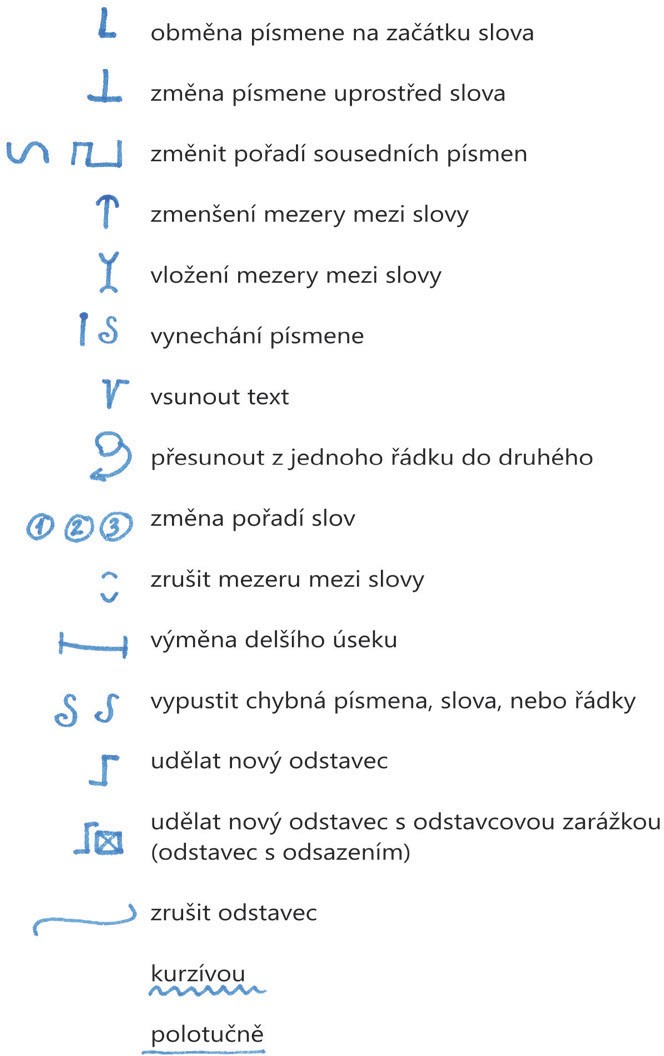 obměna písmene na začátku slova
změna písmene uprostřed slova
změnit pořadí sousedních písmen
zmenšení mezery mezi slovy
vložení mezery mezi slovy
vynechání písmene
vsunout text
přesunout z jednoho řádku do druhého
1 2 3 změna pořadí slov
zrušit mezeru mezi slovy
výměna delšího úseku
vypustit chybná písmena, slova, nebo řádky
udělat nový odstavec
udělat nový odstavec s odstavcovou zarážkou
(odstavec s odsazením)
zrušit odstavec
kurzívou
polotučně